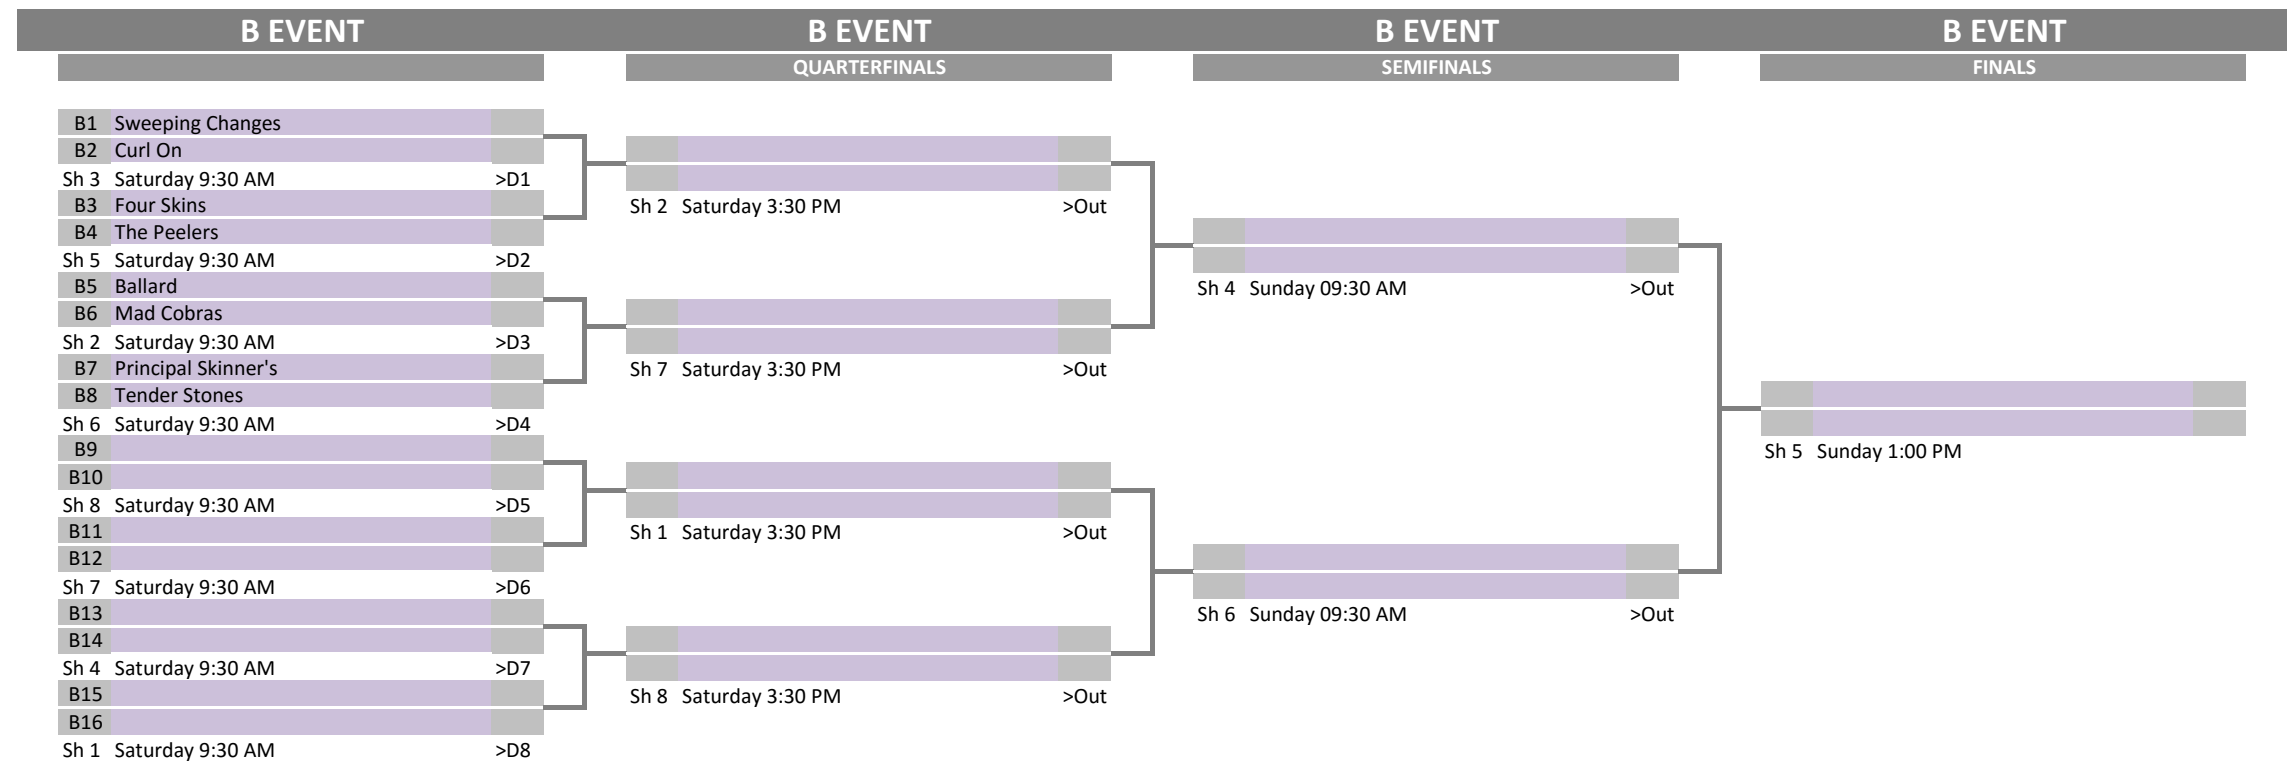 B EVENT B EVENT B EVENT B EVENT
QUARTERFINALS SEMIFINALS FINALS
B1 Sweeping Changes
B2 Curl On
Sh 3 Saturday 9:30 AM >D1
B3 Four Skins
B4 The Peelers
Sh 5 Saturday 9:30 AM >D2
B5 Ballard
B6 Mad Cobras
Sh 2 Saturday 9:30 AM >D3
B7 Principal Skinner's
B8 Tender Stones
Sh 6 Saturday 9:30 AM >D4
B9
B10
Sh 8 Saturday 9:30 AM >D5
B11
B12
Sh 7 Saturday 9:30 AM >D6
B13
B14
Sh 4 Saturday 9:30 AM >D7
B15
B16
Sh 1 Saturday 9:30 AM >D8
Sh 2 Saturday 3:30 PM >Out
Sh 7 Saturday 3:30 PM >Out
Sh 1 Saturday 3:30 PM >Out
Sh 8 Saturday 3:30 PM >Out
Sh 4 Sunday 09:30 AM >Out
Sh 6 Sunday 09:30 AM >Out
Sh 5 Sunday 1:00 PM